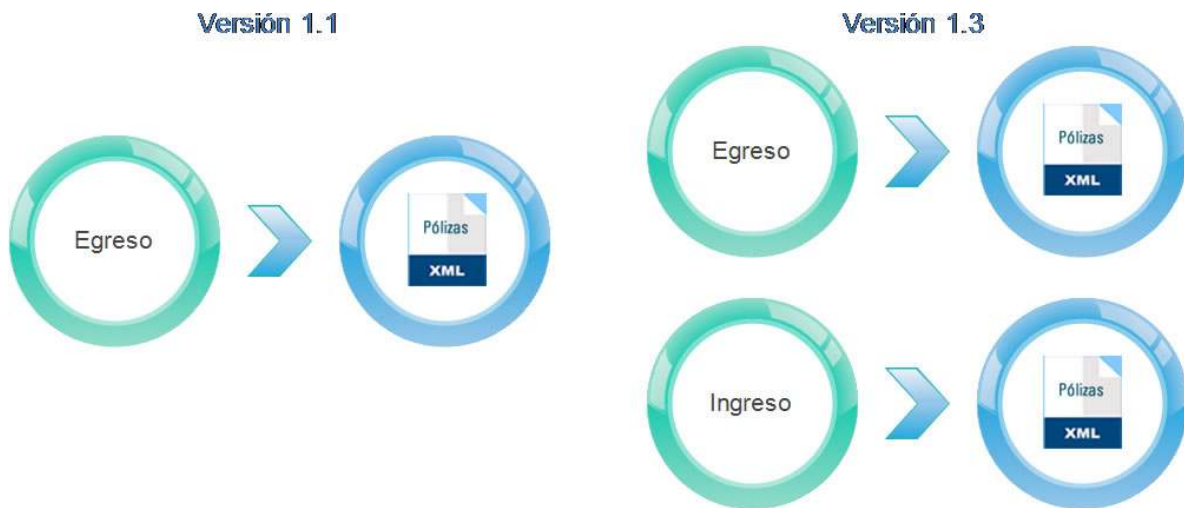 Versión 1.1
Egreso
Pólizas
XML
Versión 1.3
Egreso
Pólizas
XML
Ingreso
Pólizas
XML